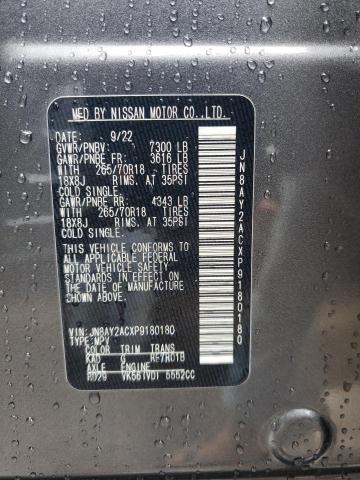 MFD BY NISSAN MOTOR CO.,LTD.
DATE: 9/22
GVWR/PNBV: 7300 LB
GAWR/PNBE FR: 3616 LB
WITH 265/70R18 TIRES
18X8J RIMS. AT 35PSI
COLD SINGLE.
GAWR/PNBE RR: 4343 LB
WITH 265/70R18 TIRES
18X8J RIMS. AT 35PSI
COLD SINGLE.
THIS VEHICLE CONFORMS TO
ALL APPLICABLE FEDERAL
MOTOR VEHICLE SAFETY
STANDARDS IN EFFECT ON
THE DATE OF MANUFACTURE
SHOWN ABOVE.
VIN: JN8AY2ACXP9180180
TYPE: MPV
COLOR TRIM TRANS
KAD G RE7R01B
AXLE ENGINE
RD29 VK56(VD) 5552CC
JN8AY2ACXP9180180